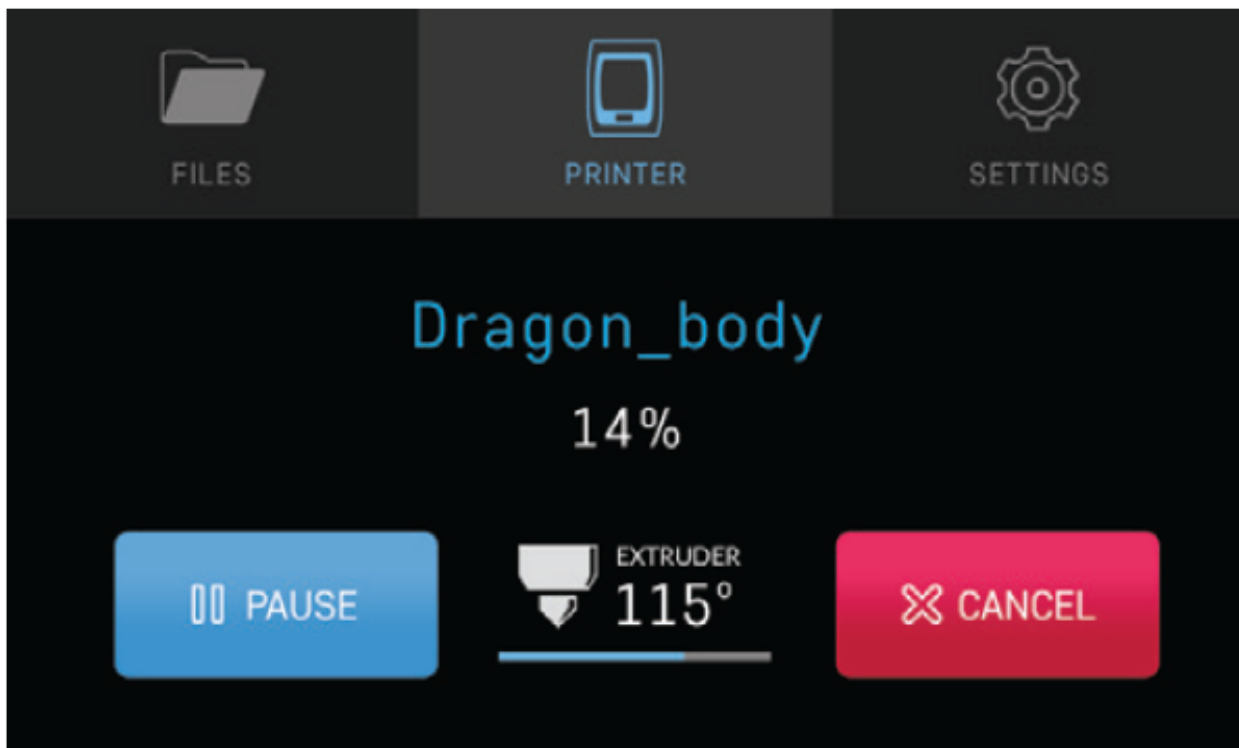 FILES
PRINTER
SETTINGS
Dragon_body
14%
PAUSE
EXTRUDER
115°
CANCEL